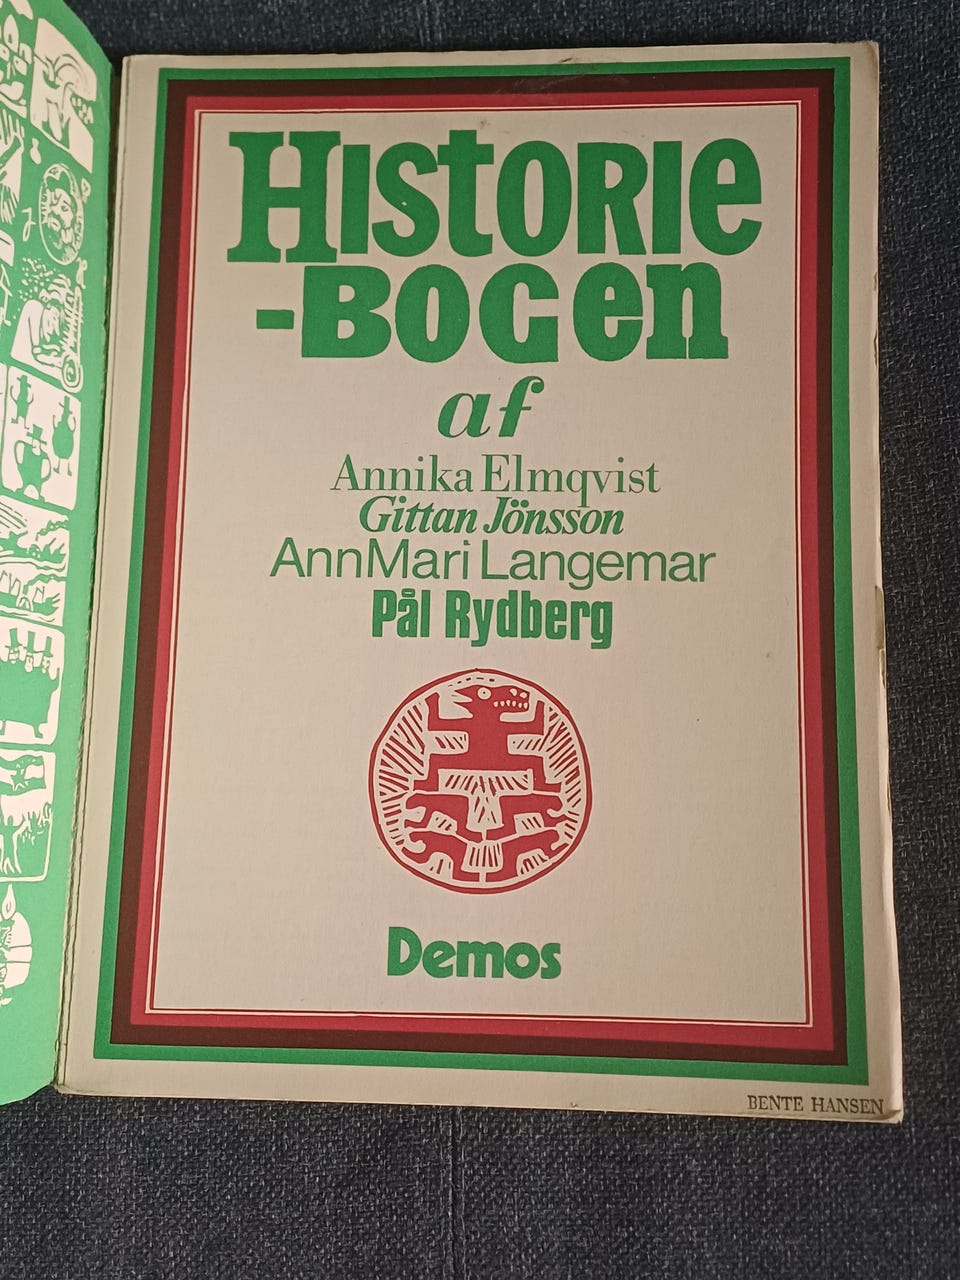 HISTORIE
-BOGEN
af
Annika Elmqvist
Gittan Jönsson
AnnMari Langemar
Pål Rydberg
Demos
BENTE HANSEN